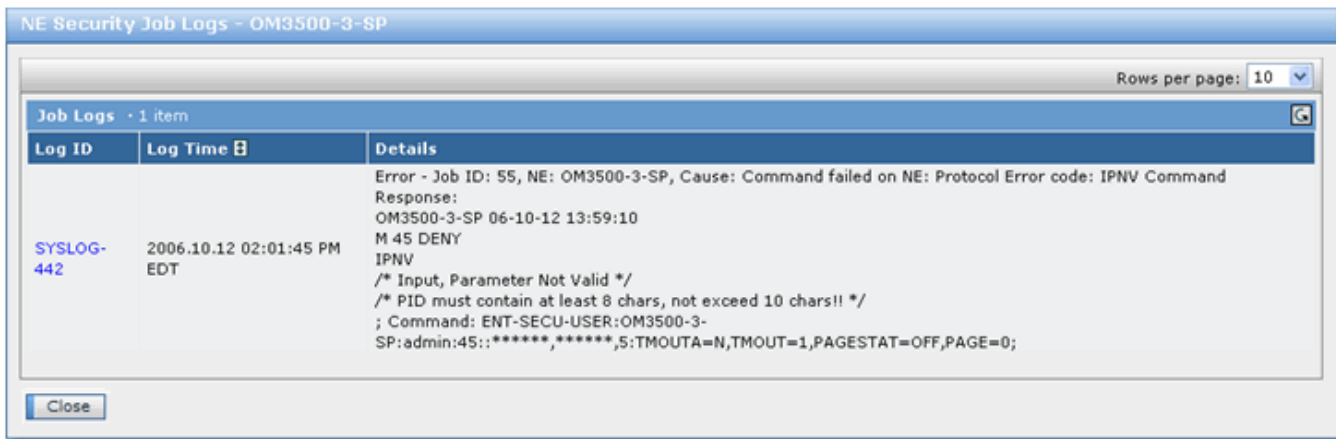 NE Security Job Logs - OM3500-3-SP
Rows per page: 10
Job Logs · 1 item
Log ID Log Time Details
Error - Job ID: 55, NE: OM3500-3-SP, Cause: Command failed on NE: Protocol Error code: IPNV Command
Response:
OM3500-3-SP 06-10-12 13:59:10
M 45 DENY
SYSLOG-
442
2006.10.12 02:01:45 PM
EDT
IPNV
/* Input, Parameter Not Valid */
/* PID must contain at least 8 chars, not exceed 10 chars!! */
; Command: ENT-SECU-USER:OM3500-3-
SP:admin:45::******,******,5:TMOUTA=N,TMOUT=1,PAGESTAT=OFF,PAGE=0;
Close